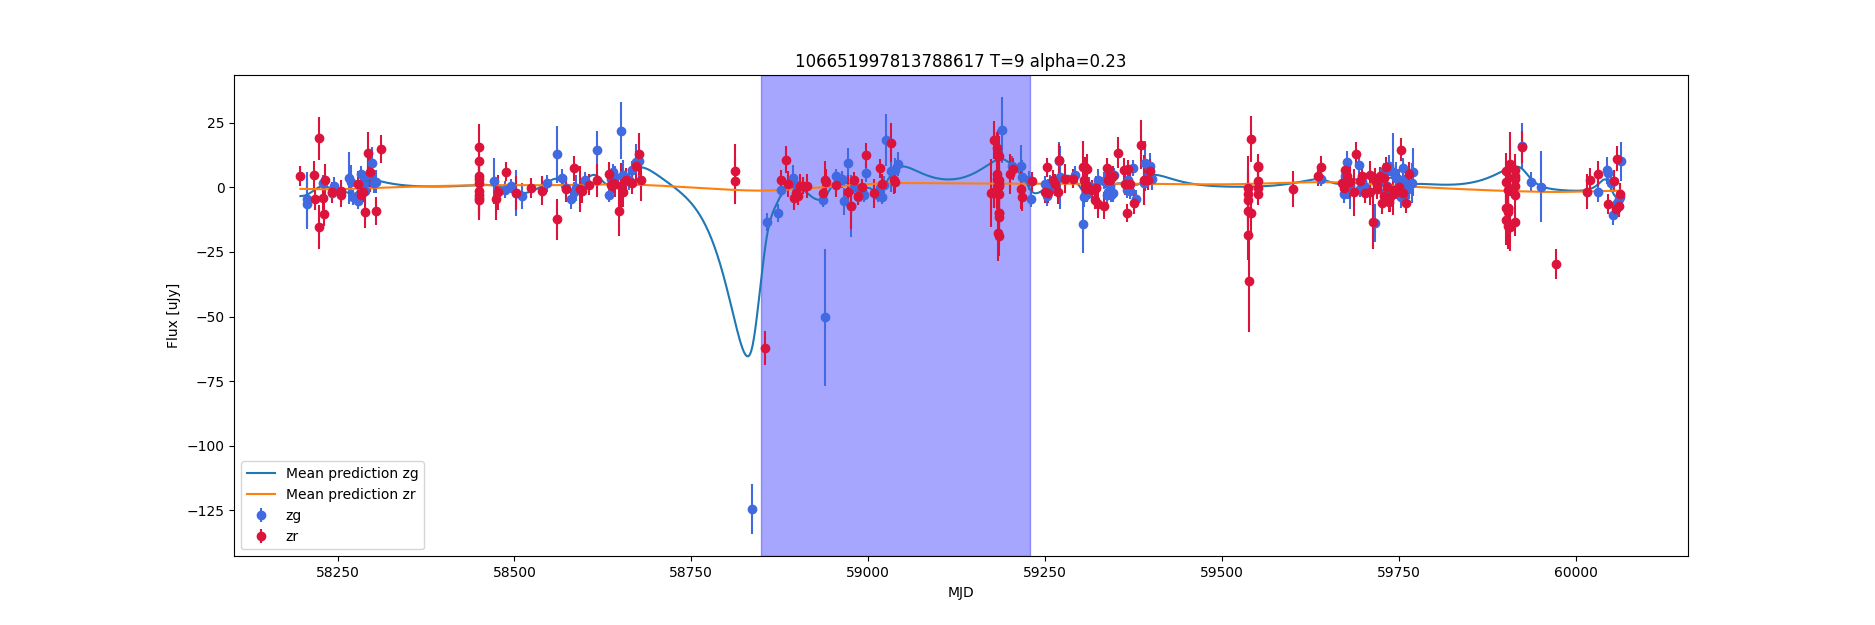 106651997813788617 T=9 alpha=0.23
Flux [uJy]
25
0
−25
−50
−75
−100
−125
Mean prediction zg
Mean prediction zr
zg
zr
58250 58500 58750 59000 59250 59500 59750 60000
MJD